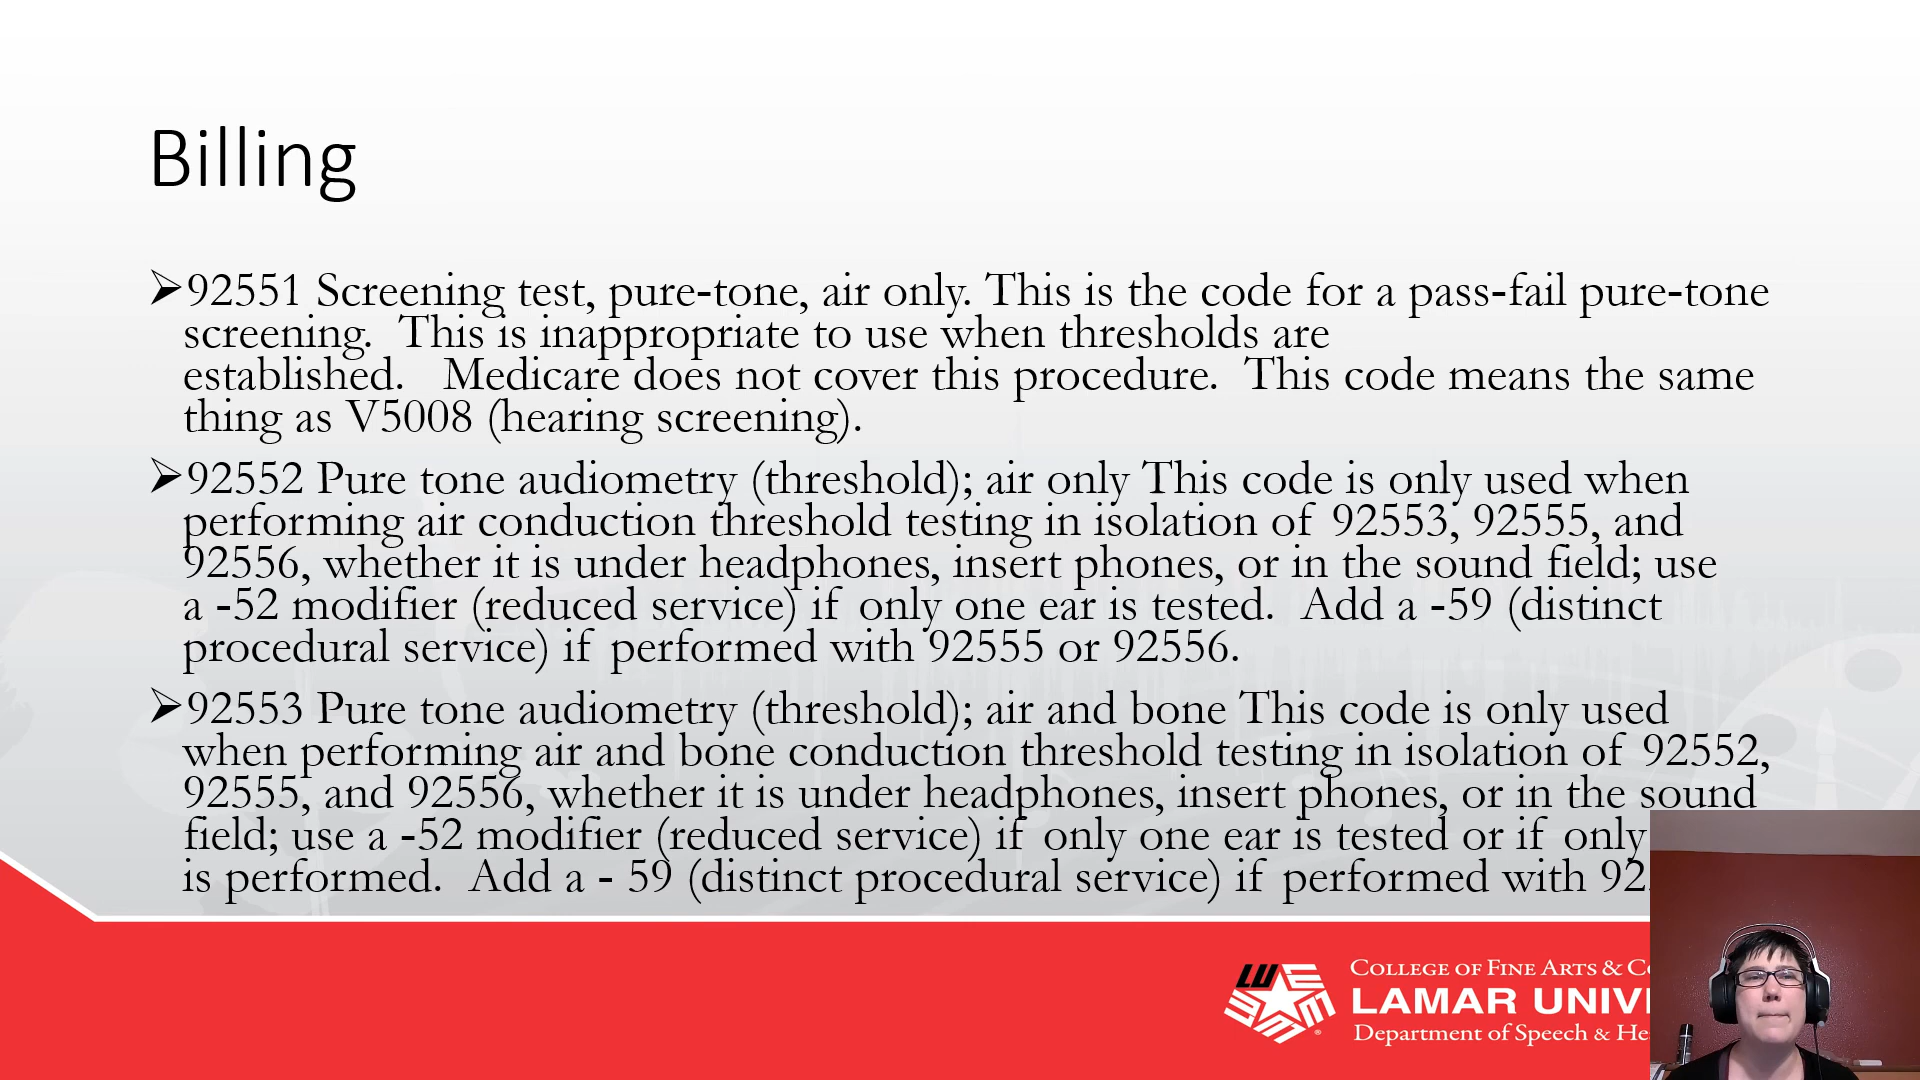 Billing
➢92551 Screening test, pure-tone, air only. This is the code for a pass-fail pure-tone
screening.  This is inappropriate to use when thresholds are
established.   Medicare does not cover this procedure.  This code means the same
thing as V5008 (hearing screening).
➢92552 Pure tone audiometry (threshold); air only This code is only used when
performing air conduction threshold testing in isolation of 92553, 92555, and
92556, whether it is under headphones, insert phones, or in the sound field; use
a -52 modifier (reduced service) if only one ear is tested.  Add a -59 (distinct
procedural service) if performed with 92555 or 92556.
➢92553 Pure tone audiometry (threshold); air and bone This code is only used
when performing air and bone conduction threshold testing in isolation of 92552,
92555, and 92556, whether it is under headphones, insert phones, or in the sound
field; use a -52 modifier (reduced service) if only one ear is tested or if only
is performed.  Add a - 59 (distinct procedural service) if performed with
COLLEGE OF FINE ARTS &
LAMAR
Department of Speech &